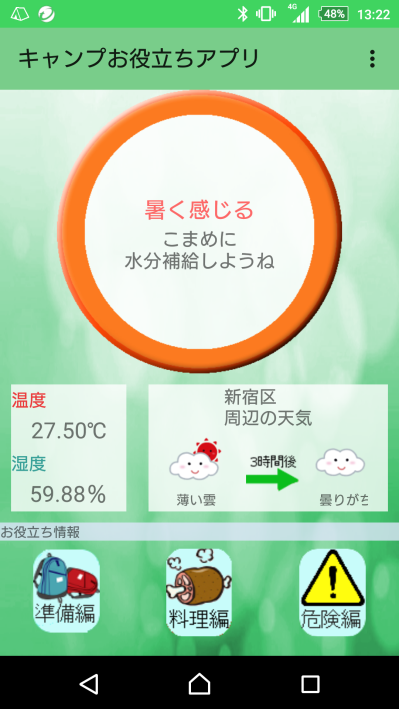 4G 48% 13:22
キャンプお役立ちアプリ
暑く感じる
こまめに
水分補給しようね
温度
27.50℃
湿度
59.88%
新宿区
周辺の天気
3時間後
薄い雲
曇りがち
お役立ち情報
準備編
料理編
危険編